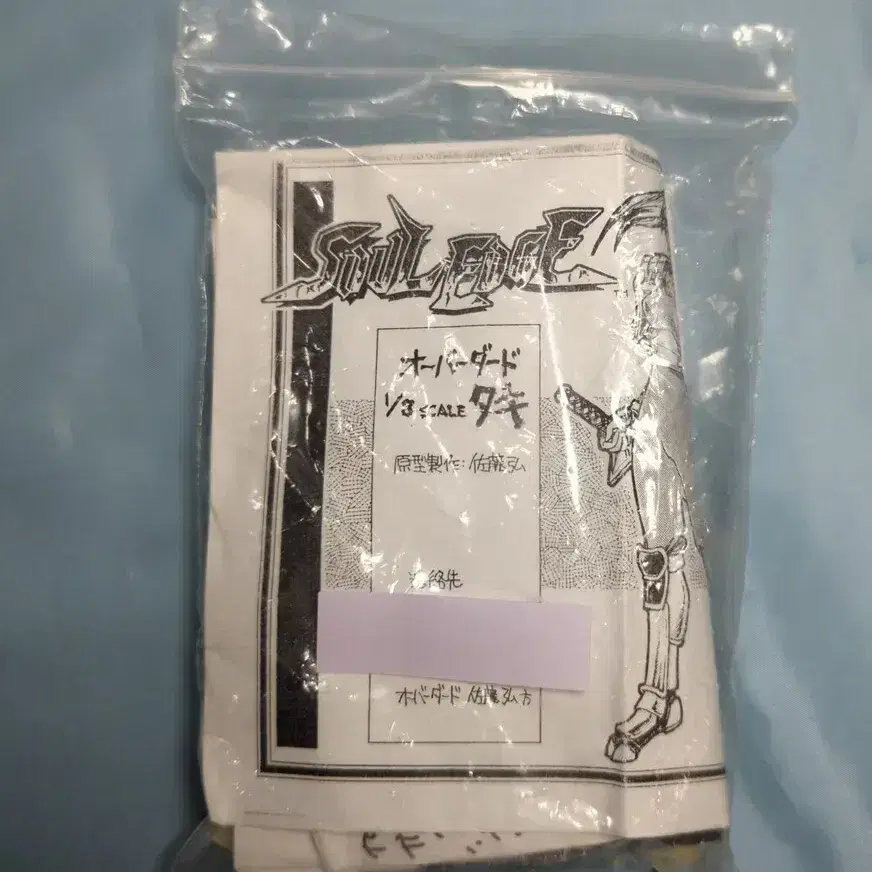 SOUL EDGE
オーバーダード
1/3 SCALE タキ
原型製作:佐藤弘
連絡先
オーバーダード 佐藤弘方